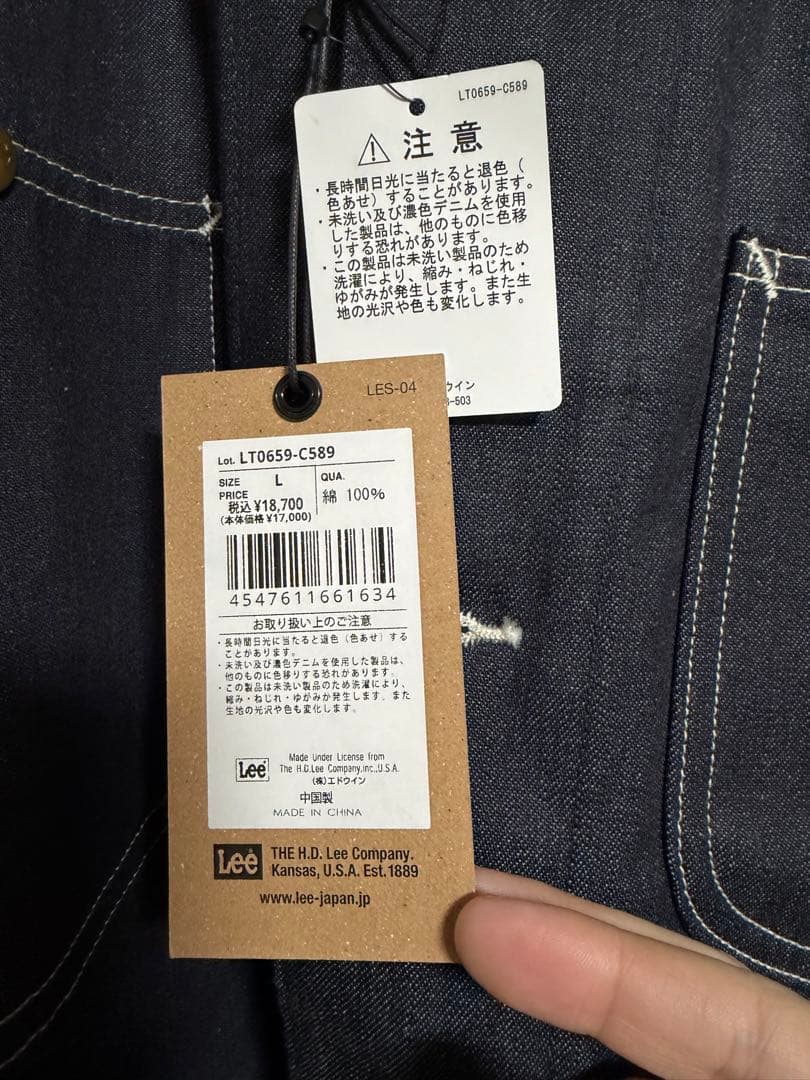 LT0659-C589
注意
・長時間日光に当たると退色(
色あせ)することがあります。
・未洗い及び濃色デニムを使用
した製品は、他のものに色移
りする恐れがあります。
・この製品は未洗い製品のため
洗濯により、縮み・ねじれ・
ゆがみが発生します。また生
地の光沢や色も変化します。
ウイン
-503
LES-04
Lot. LT0659-C589
SIZE L
QUA.
綿 100%
PRICE
税込 ¥18,700
(本体価格 ¥17,000)
4547611661634
お取り扱い上のご注意
・長時間日光に当たると退色(色あせ)する
ことがあります。
・未洗い及び濃色デニムを使用した製品は、
他のものに色移りする恐れがあります。
・この製品は未洗い製品のため洗濯により、
縮み・ねじれ・ゆがみが発生します。また
生地の光沢や色も変化します。
Lee
Made Under License from
The H.D.Lee Company,Inc.,U.S.A.
(株)エドウイン
中国製
MADE IN CHINA
Lee
THE H.D. Lee Company.
Kansas, U.S.A. Est.1889
www.lee-japan.jp